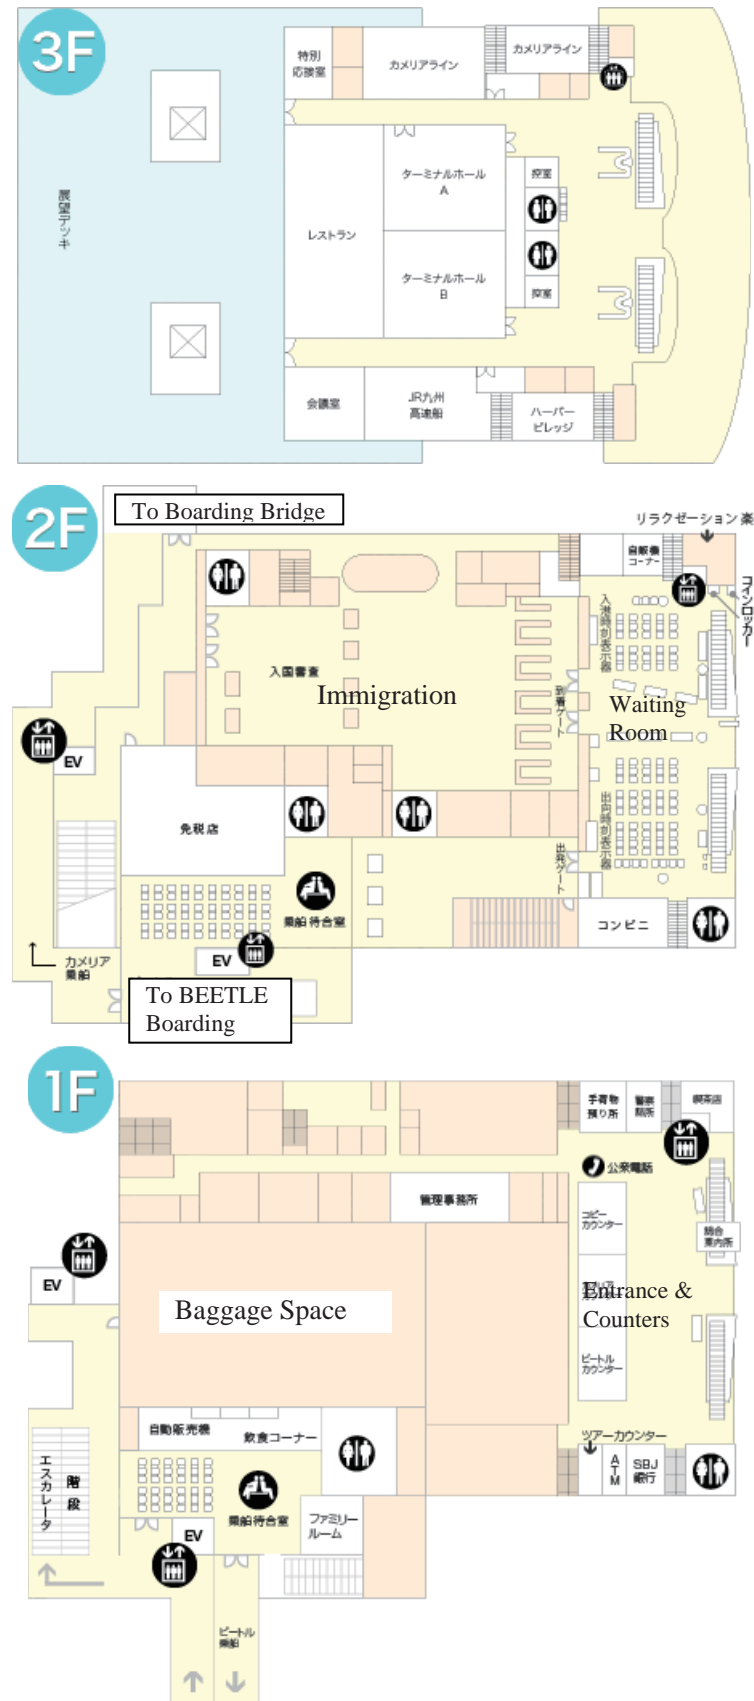 3F
特別
応接室
カメリアライン
カメリアライン
展望デッキ
レストラン
ターミナルホール
A
控室
ターミナルホール
B
控室
会議室
JR九州
高速船
ハーバー
ビレッジ
2F
To Boarding Bridge
リラクゼーション楽
自販機
コーナー
コインロッカー
入港時刻表示器
入国審査
Immigration
到着ゲート
Waiting
Room
EV
免税店
出向時刻表示器
出発ゲート
乗船待合室
コンビニ
EV
カメリア
乗船
To BEETLE
Boarding
1F
手荷物
預り所
警察
詰所
喫茶店
公衆電話
管理事務所
コピー
カウンター
総合
案内所
EV
Baggage Space
Entrance &
Counters
ビートル
カウンター
ツアーカウンター
自動販売機
飲食コーナー
ATM
SBJ
銀行
エスカレータ
階段
乗船待合室
ファミリー
ルーム
EV
ビートル
乗船